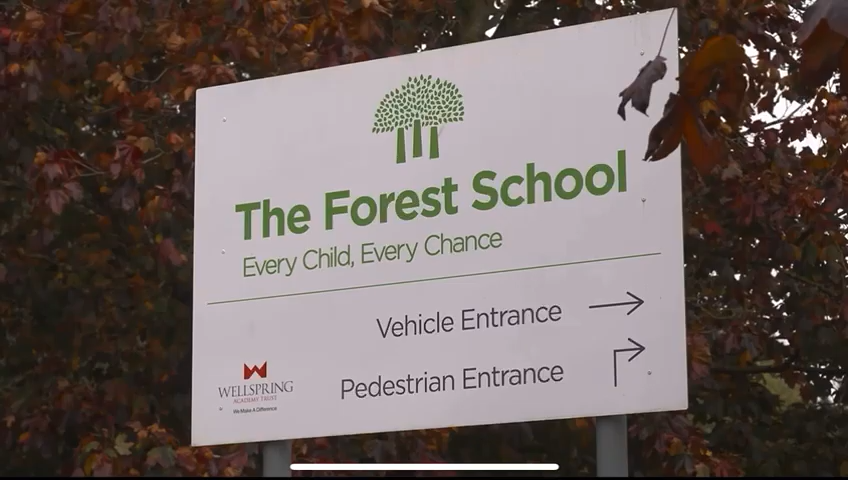 The Forest School
Every Child, Every Chance
Vehicle Entrance
Pedestrian Entrance
WELLSPRING
ACADEMY TRUST
We Make A Difference